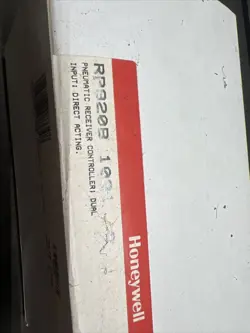 RP920B
PNEUMATIC RECEIVER CONTROLLER; DUAL
INPUT; DIRECT ACTING.
Honeywell